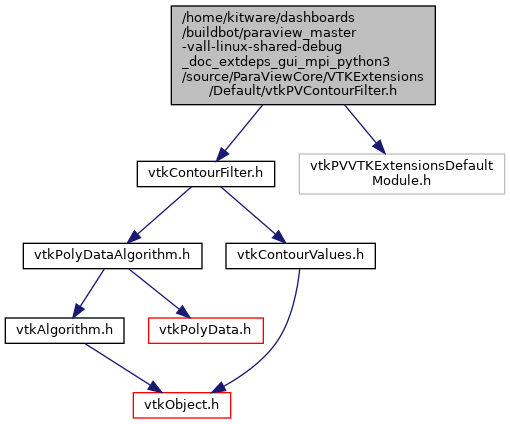 /home/kitware/dashboards
/buildbot/paraview_master
-vall-linux-shared-debug
_doc_extdeps_gui_mpi_python3
/source/ParaViewCore/VTKExtensions
/Default/vtkPVContourFilter.h
vtkContourFilter.h
vtkPVVTKExtensionsDefault
Module.h
vtkPolyDataAlgorithm.h
vtkContourValues.h
vtkAlgorithm.h
vtkPolyData.h
vtkObject.h